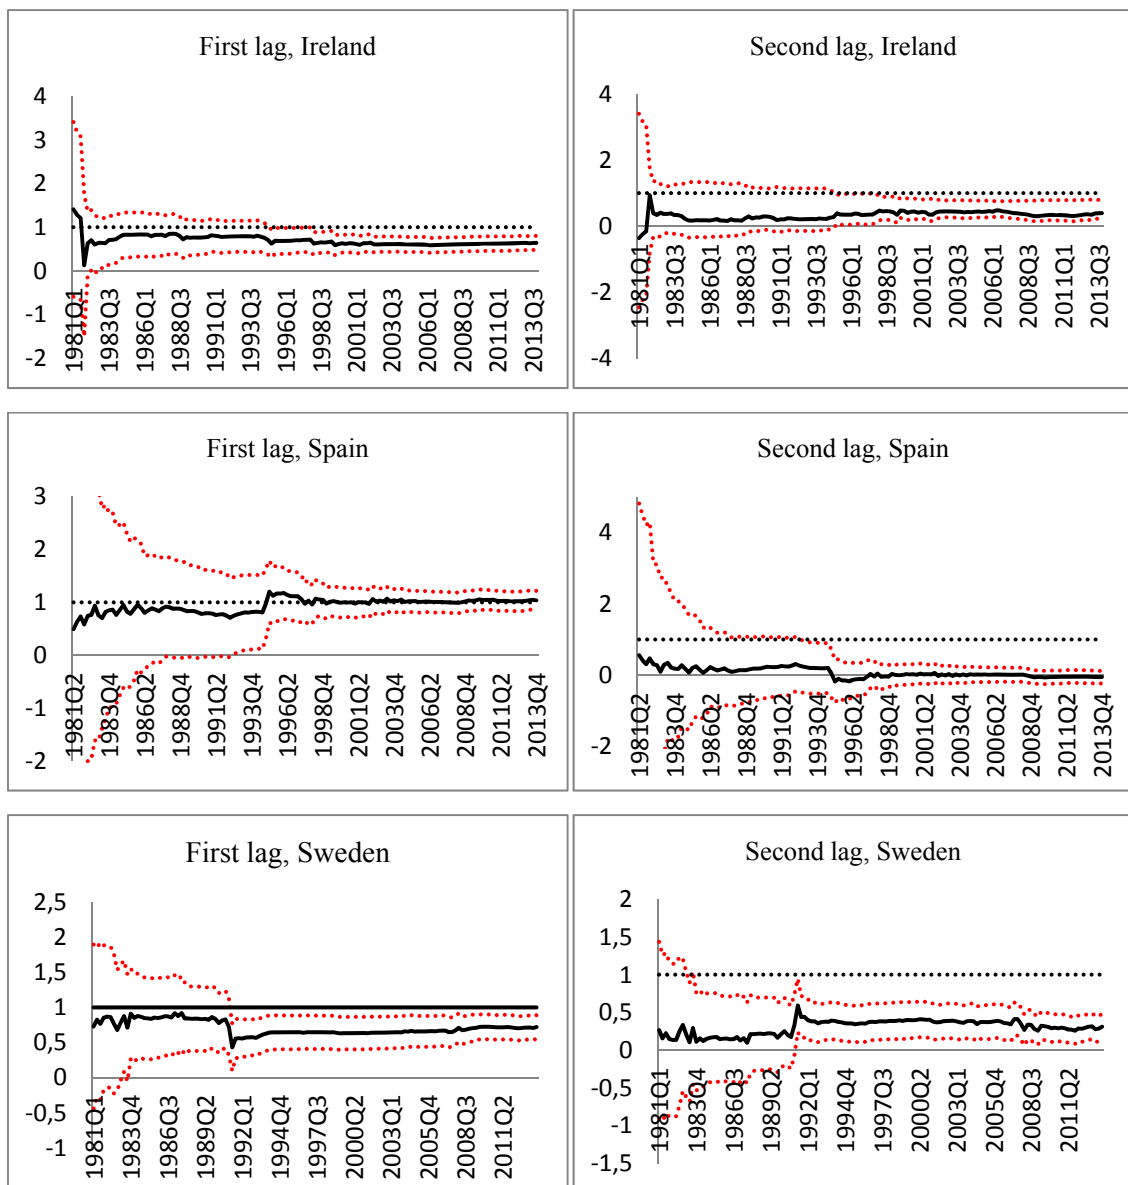 First lag, Ireland
4
3
2
1
0
-1
-2
1981Q1
1983Q3
1986Q1
1988Q3
1991Q1
1993Q3
1996Q1
1998Q3
2001Q1
2003Q3
2006Q1
2008Q3
2011Q1
2013Q3
Second lag, Ireland
4
2
0
-2
-4
1981Q1
1983Q3
1986Q1
1988Q3
1991Q1
1993Q3
1996Q1
1998Q3
2001Q1
2003Q3
2006Q1
2008Q3
2011Q1
2013Q3
First lag, Spain
3
2
1
0
-1
-2
1981Q2
1983Q4
1986Q2
1988Q4
1991Q2
1993Q4
1996Q2
1998Q4
2001Q2
2003Q4
2006Q2
2008Q4
2011Q2
2013Q4
Second lag, Spain
4
2
0
-2
1981Q2
1983Q4
1986Q2
1988Q4
1991Q2
1993Q4
1996Q2
1998Q4
2001Q2
2003Q4
2006Q2
2008Q4
2011Q2
2013Q4
First lag, Sweden
2,5
2
1,5
1
0,5
0
-0,5
-1
1981Q1
1983Q4
1986Q3
1989Q2
1992Q1
1994Q4
1997Q3
2000Q2
2003Q1
2005Q4
2008Q3
2011Q2
Second lag, Sweden
2
1,5
1
0,5
0
-0,5
-1
-1,5
1981Q1
1983Q4
1986Q3
1989Q2
1992Q1
1994Q4
1997Q3
2000Q2
2003Q1
2005Q4
2008Q3
2011Q2